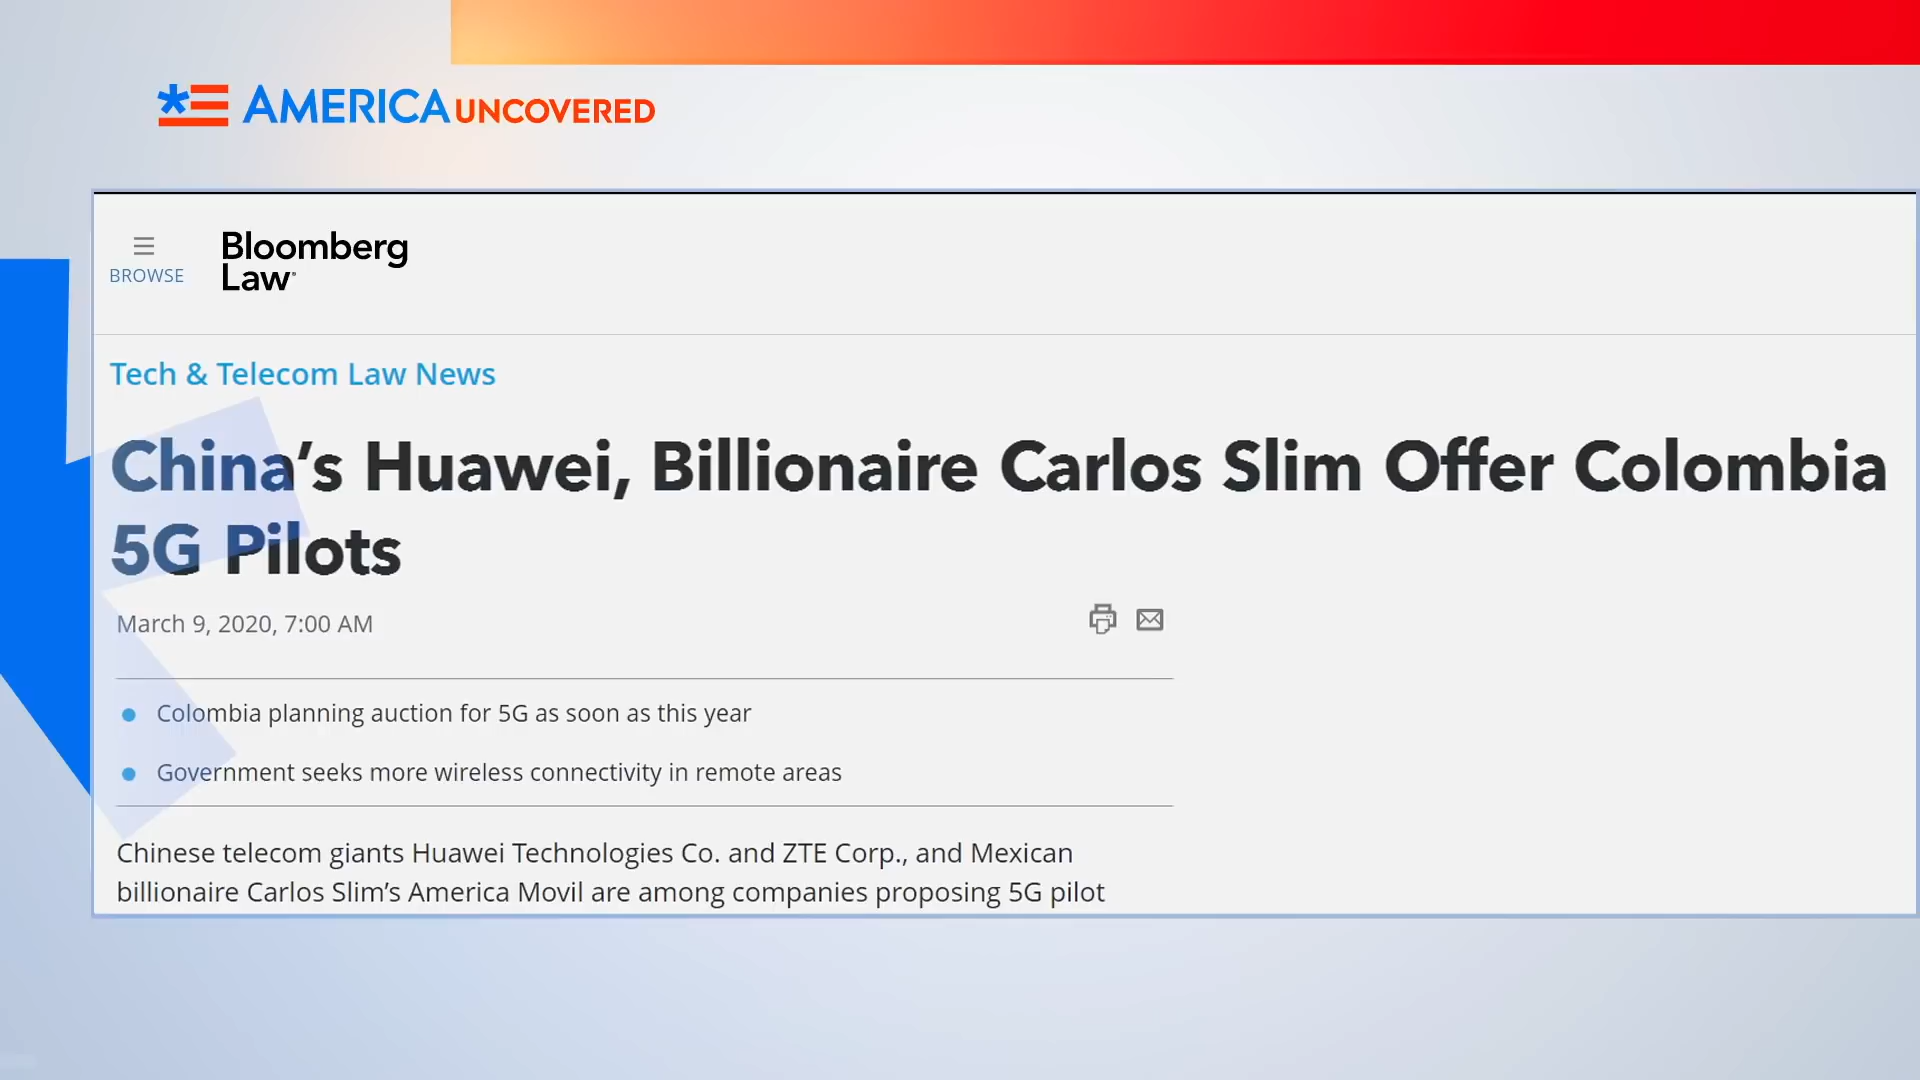 AMERICA UNCOVERED
BROWSE
Bloomberg
Law
Tech & Telecom Law News
China's Huawei, Billionaire Carlos Slim Offer Colombia
5G Pilots
March 9, 2020, 7:00 AM
Colombia planning auction for 5G as soon as this year
Government seeks more wireless connectivity in remote areas
Chinese telecom giants Huawei Technologies Co. and ZTE Corp., and Mexican
billionaire Carlos Slim's America Movil are among companies proposing 5G pilot